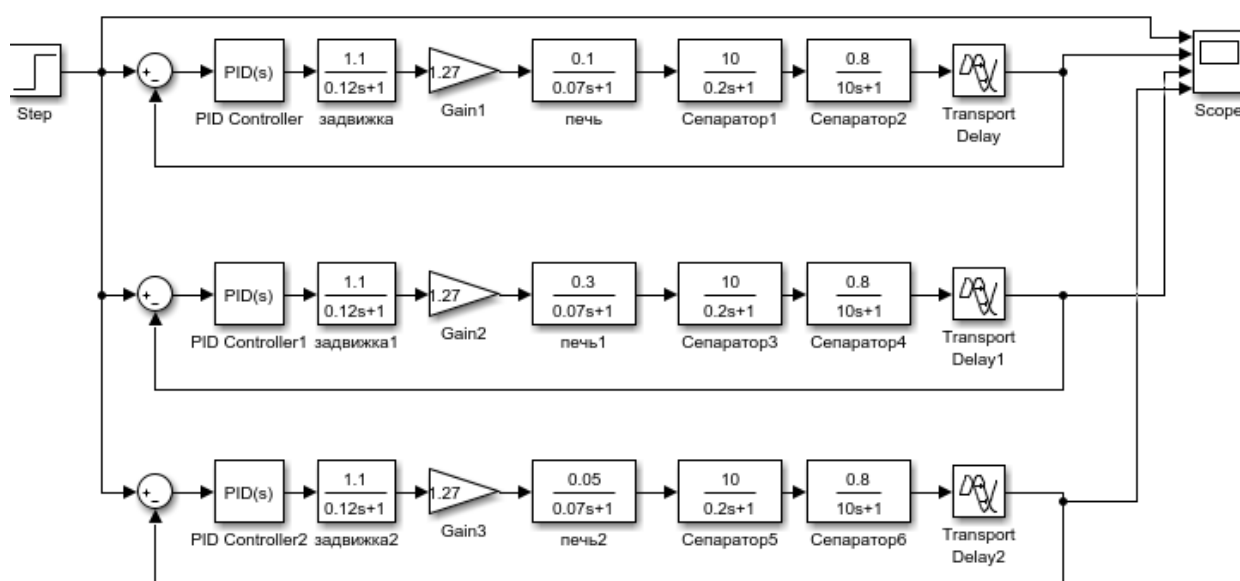 Step
+
−
PID(s)
PID Controller
1.1
0.12s+1
задвижка
1.27
Gain1
0.1
0.07s+1
печь
10
0.2s+1
Сепаратор1
0.8
10s+1
Сепаратор2
Transport
Delay
Scope
+
−
PID(s)
PID Controller1
1.1
0.12s+1
задвижка1
1.27
Gain2
0.3
0.07s+1
печь1
10
0.2s+1
Сепаратор3
0.8
10s+1
Сепаратор4
Transport
Delay1
+
−
PID(s)
PID Controller2
1.1
0.12s+1
задвижка2
1.27
Gain3
0.05
0.07s+1
печь2
10
0.2s+1
Сепаратор5
0.8
10s+1
Сепаратор6
Transport
Delay2